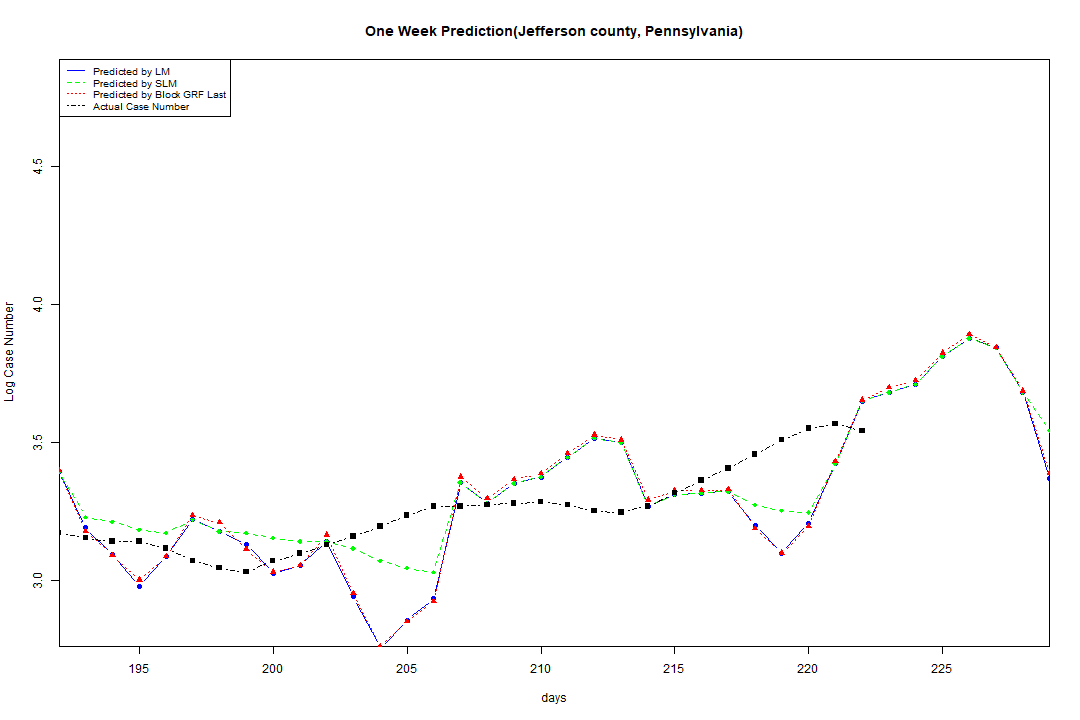 One Week Prediction(Jefferson county, Pennsylvania)
Predicted by LM
Predicted by SLM
Predicted by Block GRF Last
Actual Case Number
4.5
4.0
3.5
3.0
Log Case Number
195 200 205 210 215 220 225
days